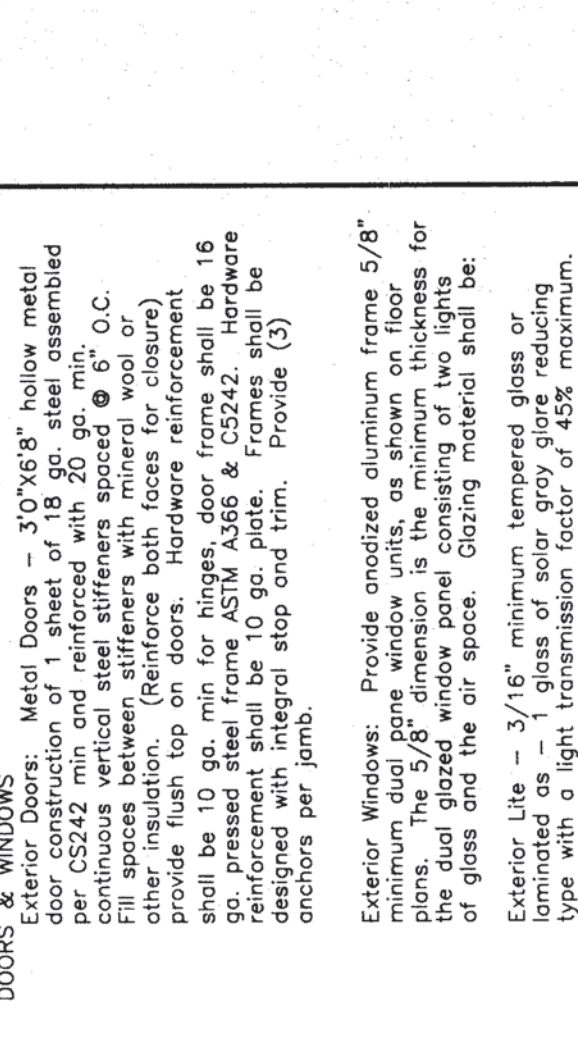 DOORS & WINDOWS
Exterior Doors: Metal Doors – 3'0"X6'8" hollow metal
door construction of 1 sheet of 18 ga. steel assembled
per CS242 min and reinforced with 20 ga. min.
continuous vertical steel stiffeners spaced @ 6" O.C.
Fill spaces between stiffeners with mineral wool or
other insulation. (Reinforce both faces for closure)
provide flush top on doors. Hardware reinforcement
shall be 10 ga. min for hinges, door frame shall be 16
ga. pressed steel frame ASTM A366 & C5242. Hardware
reinforcement shall be 10 ga. plate. Frames shall be
designed with integral stop and trim. Provide (3)
anchors per jamb.
Exterior Windows: Provide anodized aluminum frame 5/8"
minimum dual pane window units, as shown on floor
plans. The 5/8" dimension is the minimum thickness for
the dual glazed window panel consisting of two lights
of glass and the air space. Glazing material shall be:
Exterior Lite – 3/16" minimum tempered glass or
laminated as – 1 glass of solar gray glare reducing
type with a light transmission factor of 45% maximum.